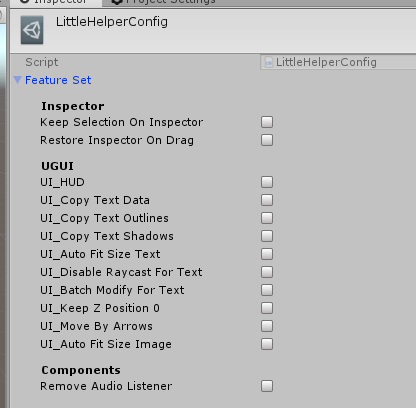 Inspector
Project Settings
LittleHelperConfig
Script
LittleHelperConfig
Feature Set
Inspector
Keep Selection On Inspector
Restore Inspector On Drag
UGUI
UI_HUD
UI_Copy Text Data
UI_Copy Text Outlines
UI_Copy Text Shadows
UI_Auto Fit Size Text
UI_Disable Raycast For Text
UI_Batch Modify For Text
UI_Keep Z Position 0
UI_Move By Arrows
UI_Auto Fit Size Image
Components
Remove Audio Listener